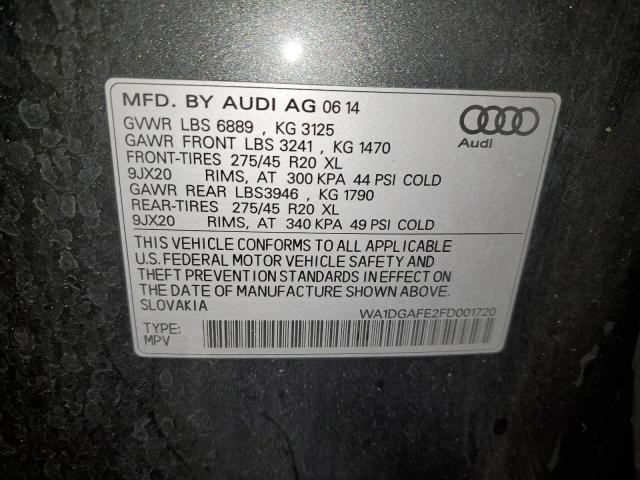 MFD. BY AUDI AG 06 14
GVWR LBS 6889 , KG 3125
GAWR FRONT LBS 3241 , KG 1470
FRONT-TIRES 275/45 R20 XL
9JX20 RIMS, AT 300 KPA 44 PSI COLD
GAWR REAR LBS3946 , KG 1790
REAR-TIRES 275/45 R20 XL
9JX20 RIMS, AT 340 KPA 49 PSI COLD
Audi
THIS VEHICLE CONFORMS TO ALL APPLICABLE
U.S. FEDERAL MOTOR VEHICLE SAFETY AND
THEFT PREVENTION STANDARDS IN EFFECT ON
THE DATE OF MANUFACTURE SHOWN ABOVE.
SLOVAKIA
WA1DGAFE2FD001720
TYPE:
MPV